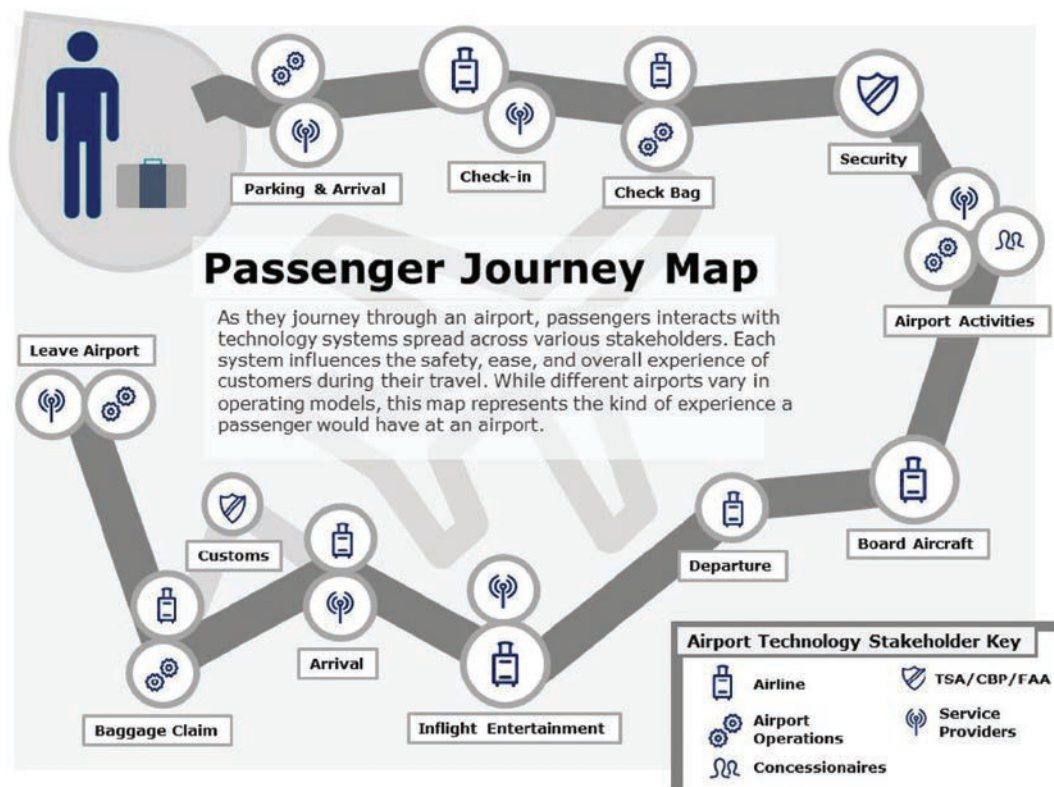 Parking & Arrival
Check-in
Check Bag
Security
Airport Activities
Passenger Journey Map
As they journey through an airport, passengers interacts with
technology systems spread across various stakeholders. Each
system influences the safety, ease, and overall experience of
customers during their travel. While different airports vary in
operating models, this map represents the kind of experience a
passenger would have at an airport.
Leave Airport
Board Aircraft
Departure
Customs
Arrival
Inflight Entertainment
Baggage Claim
Airport Technology Stakeholder Key
Airline
TSA/CBP/FAA
Airport
Operations
Service
Providers
Concessionaires